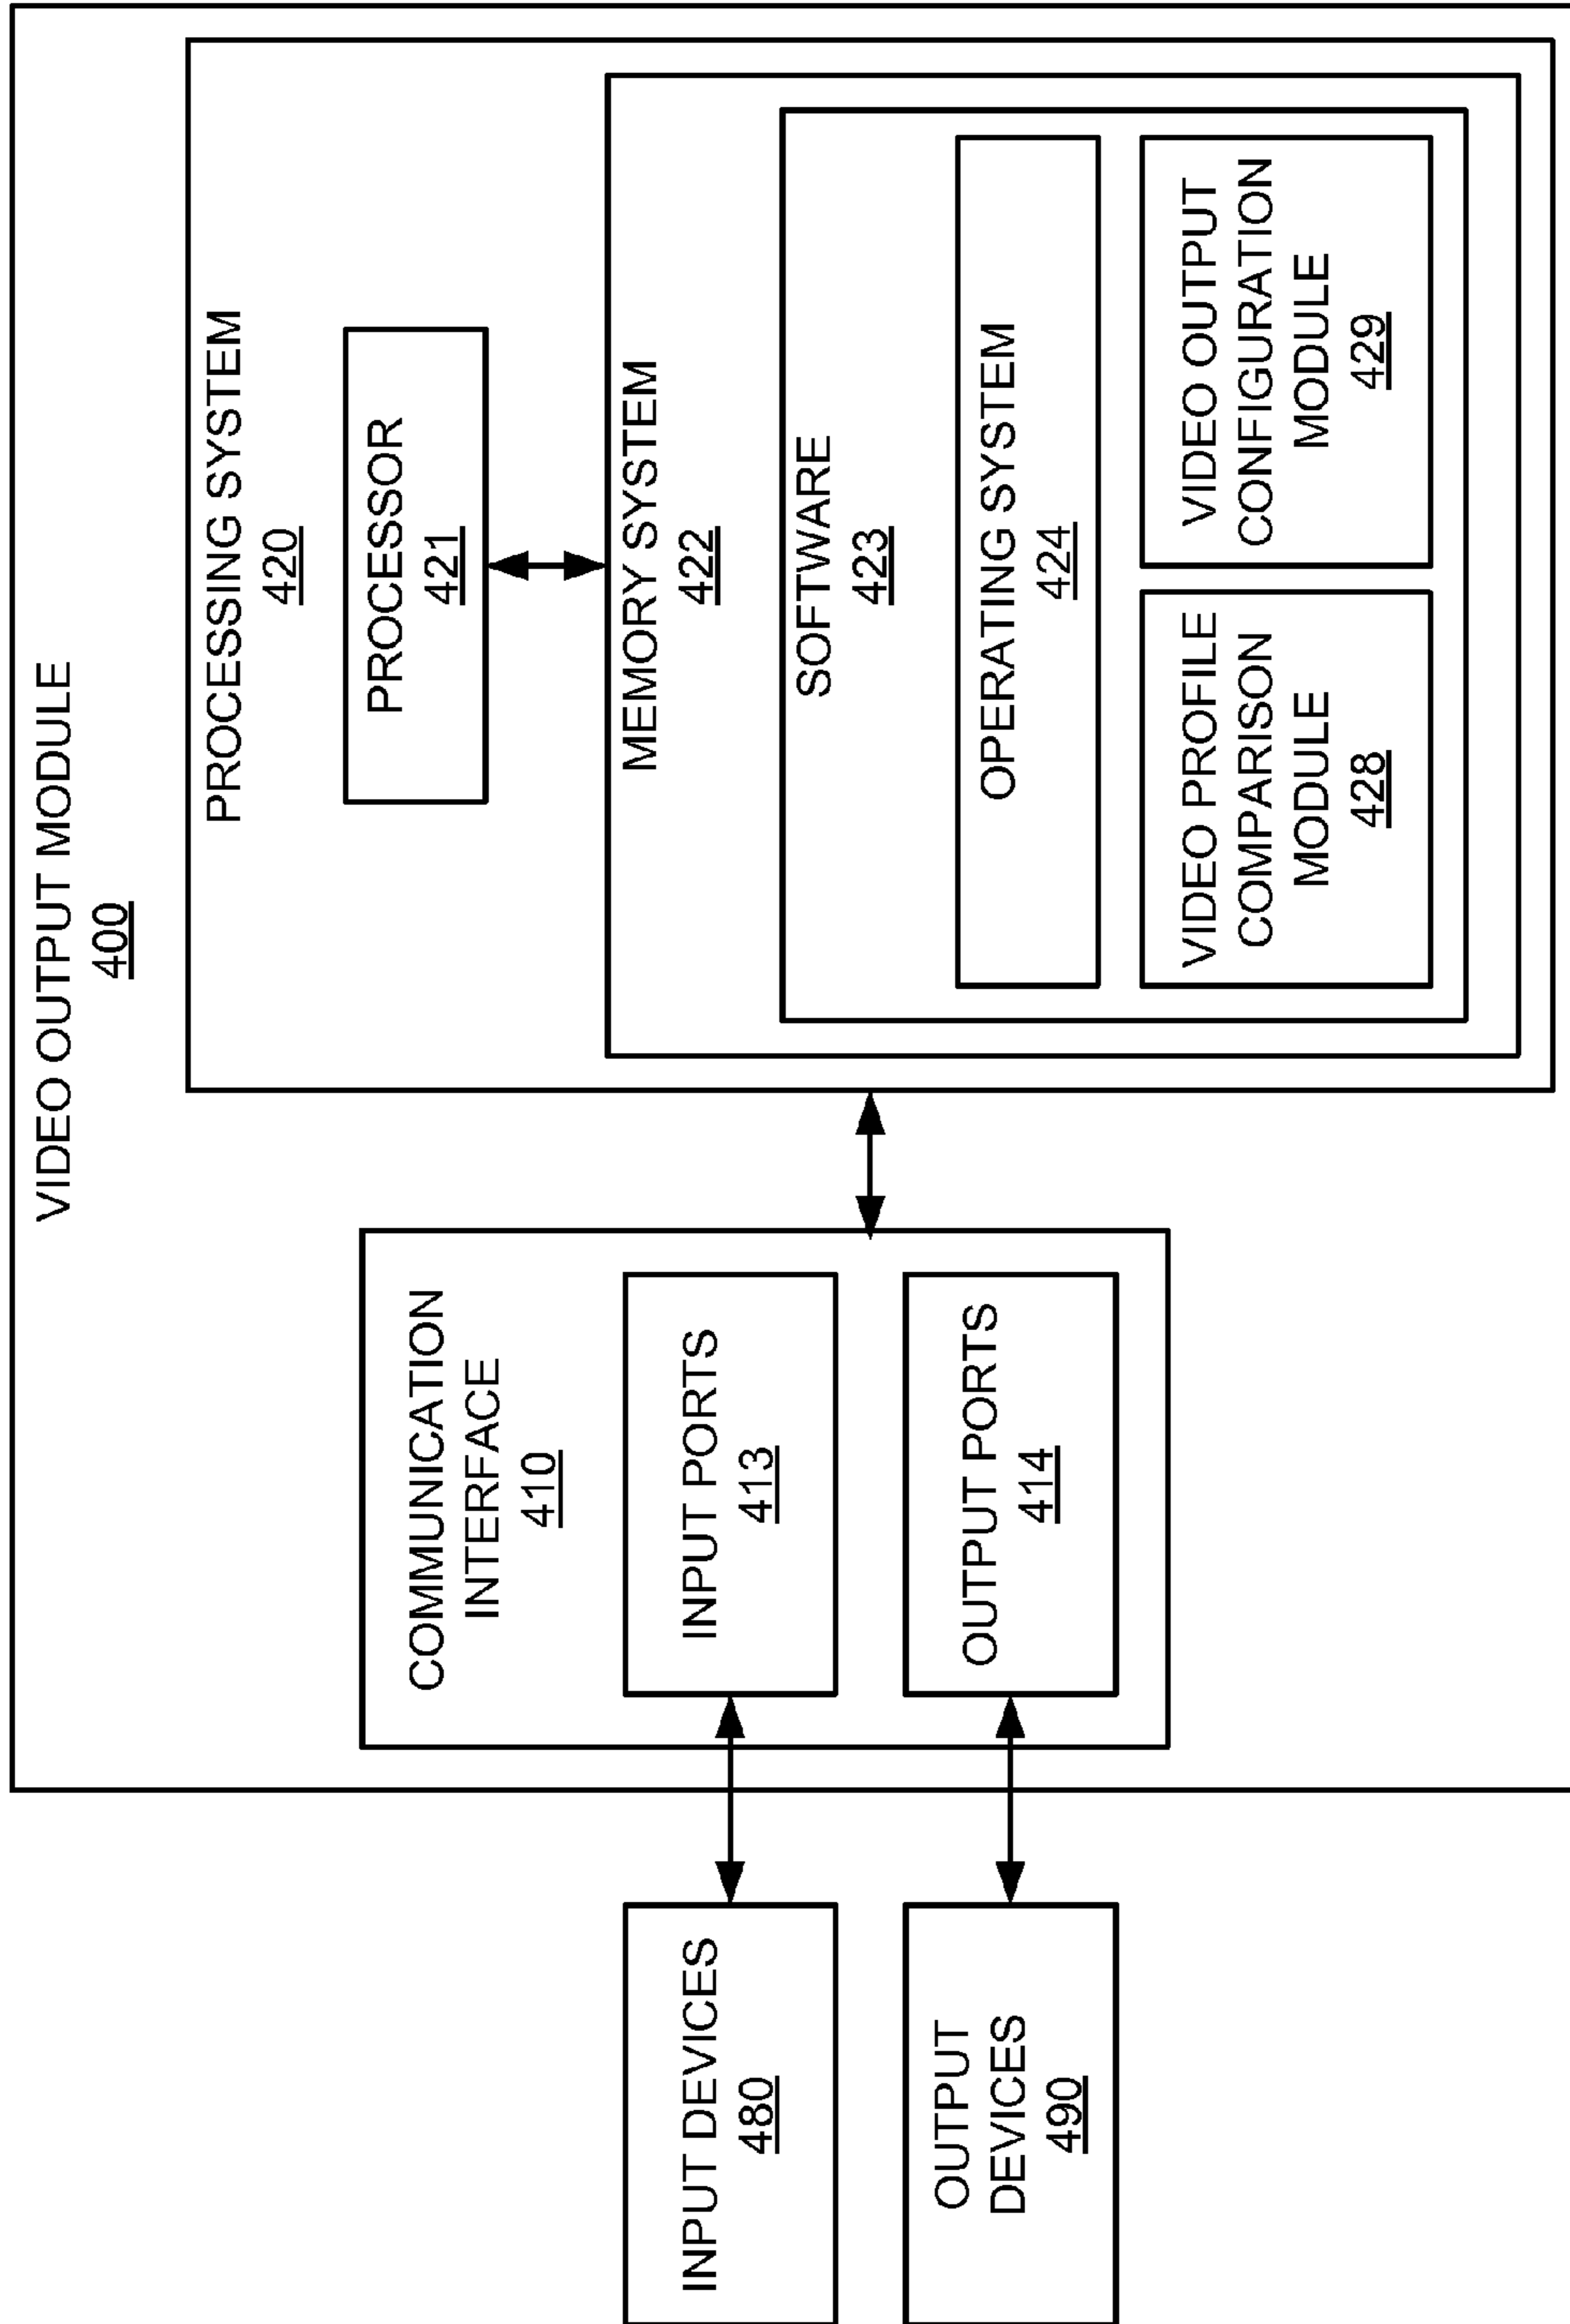 VIDEO OUTPUT MODULE
400
INPUT DEVICES
480
OUTPUT
DEVICES
490
COMMUNICATION
INTERFACE
410
INPUT PORTS
413
OUTPUT PORTS
414
PROCESSING SYSTEM
420
PROCESSOR
421
MEMORY SYSTEM
422
SOFTWARE
423
OPERATING SYSTEM
424
VIDEO PROFILE
COMPARISON
MODULE
428
VIDEO OUTPUT
CONFIGURATION
MODULE
429